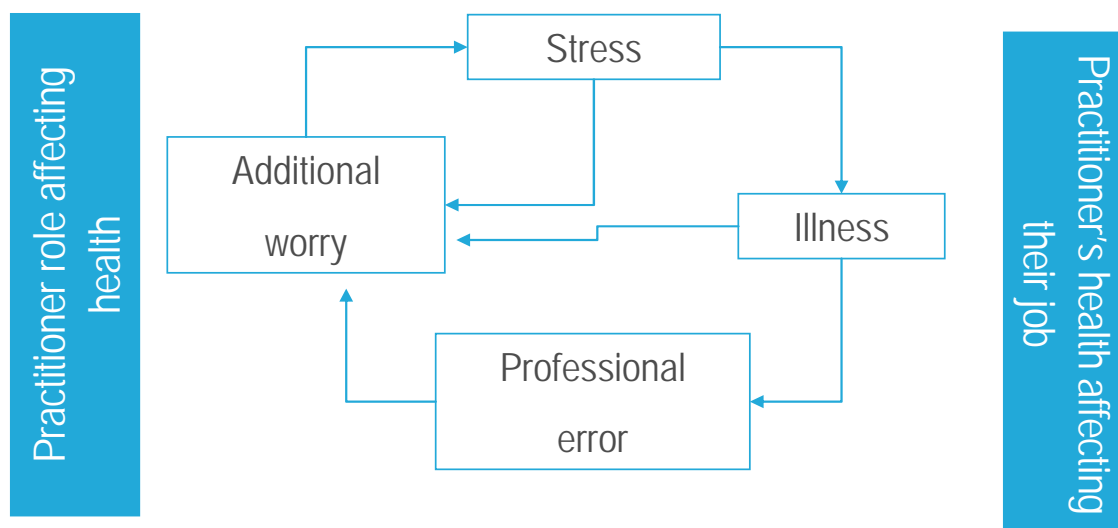 Practitioner role affecting
health
Stress
Additional
worry
Illness
Professional
error
Practitioner's health affecting
their job